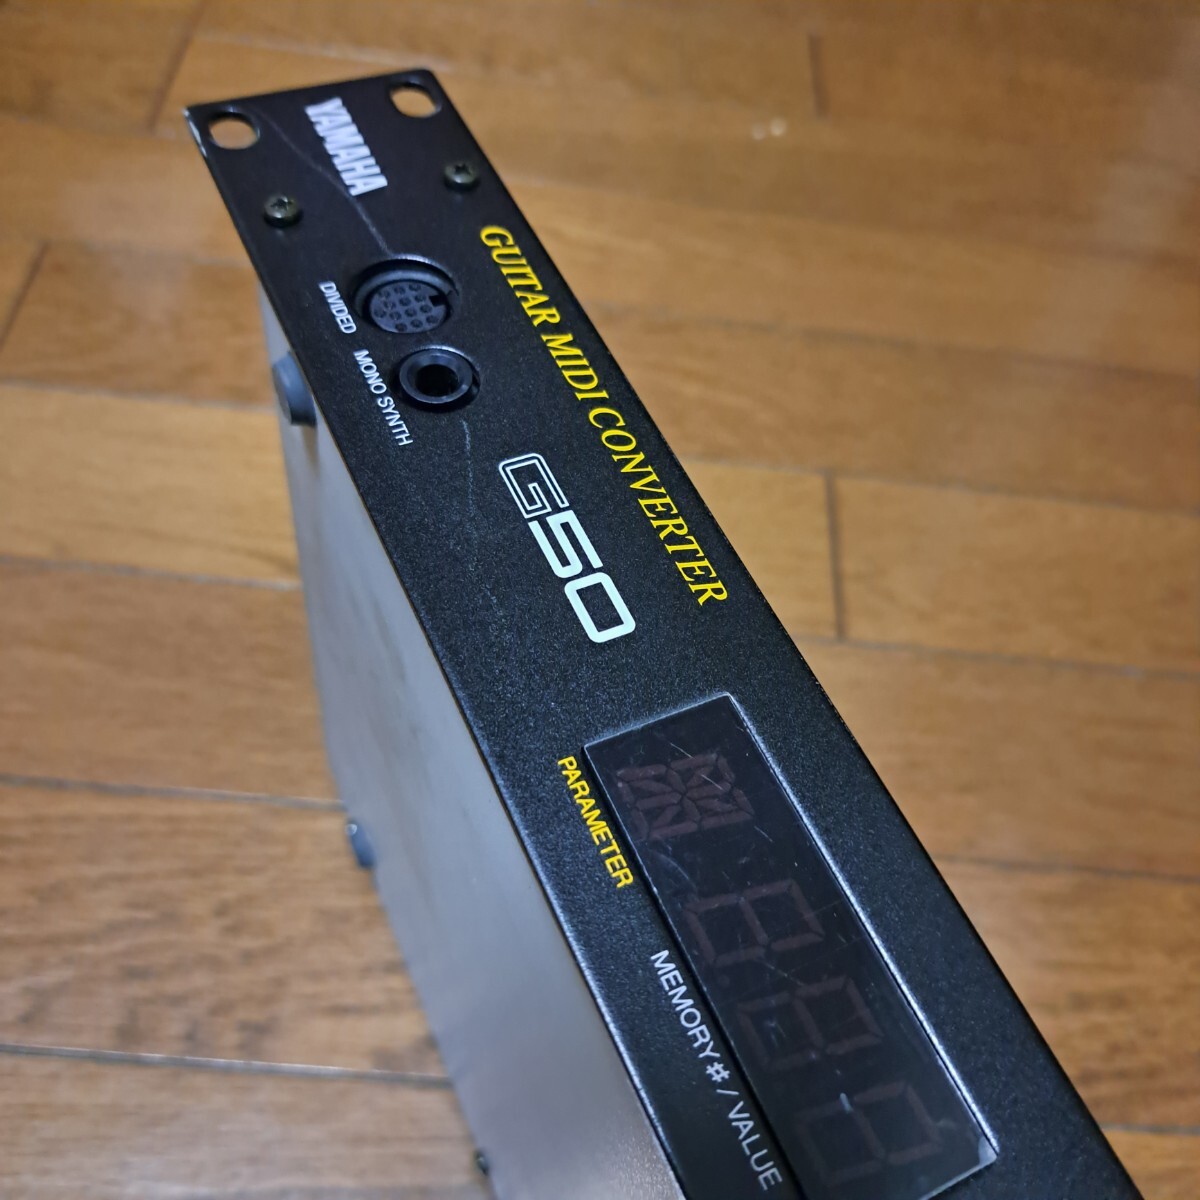 YAMAHA
GUITAR MIDI CONVERTER
DIVIDED
MONO SYNTH
G50
PARAMETER
MEMORY # / VALUE